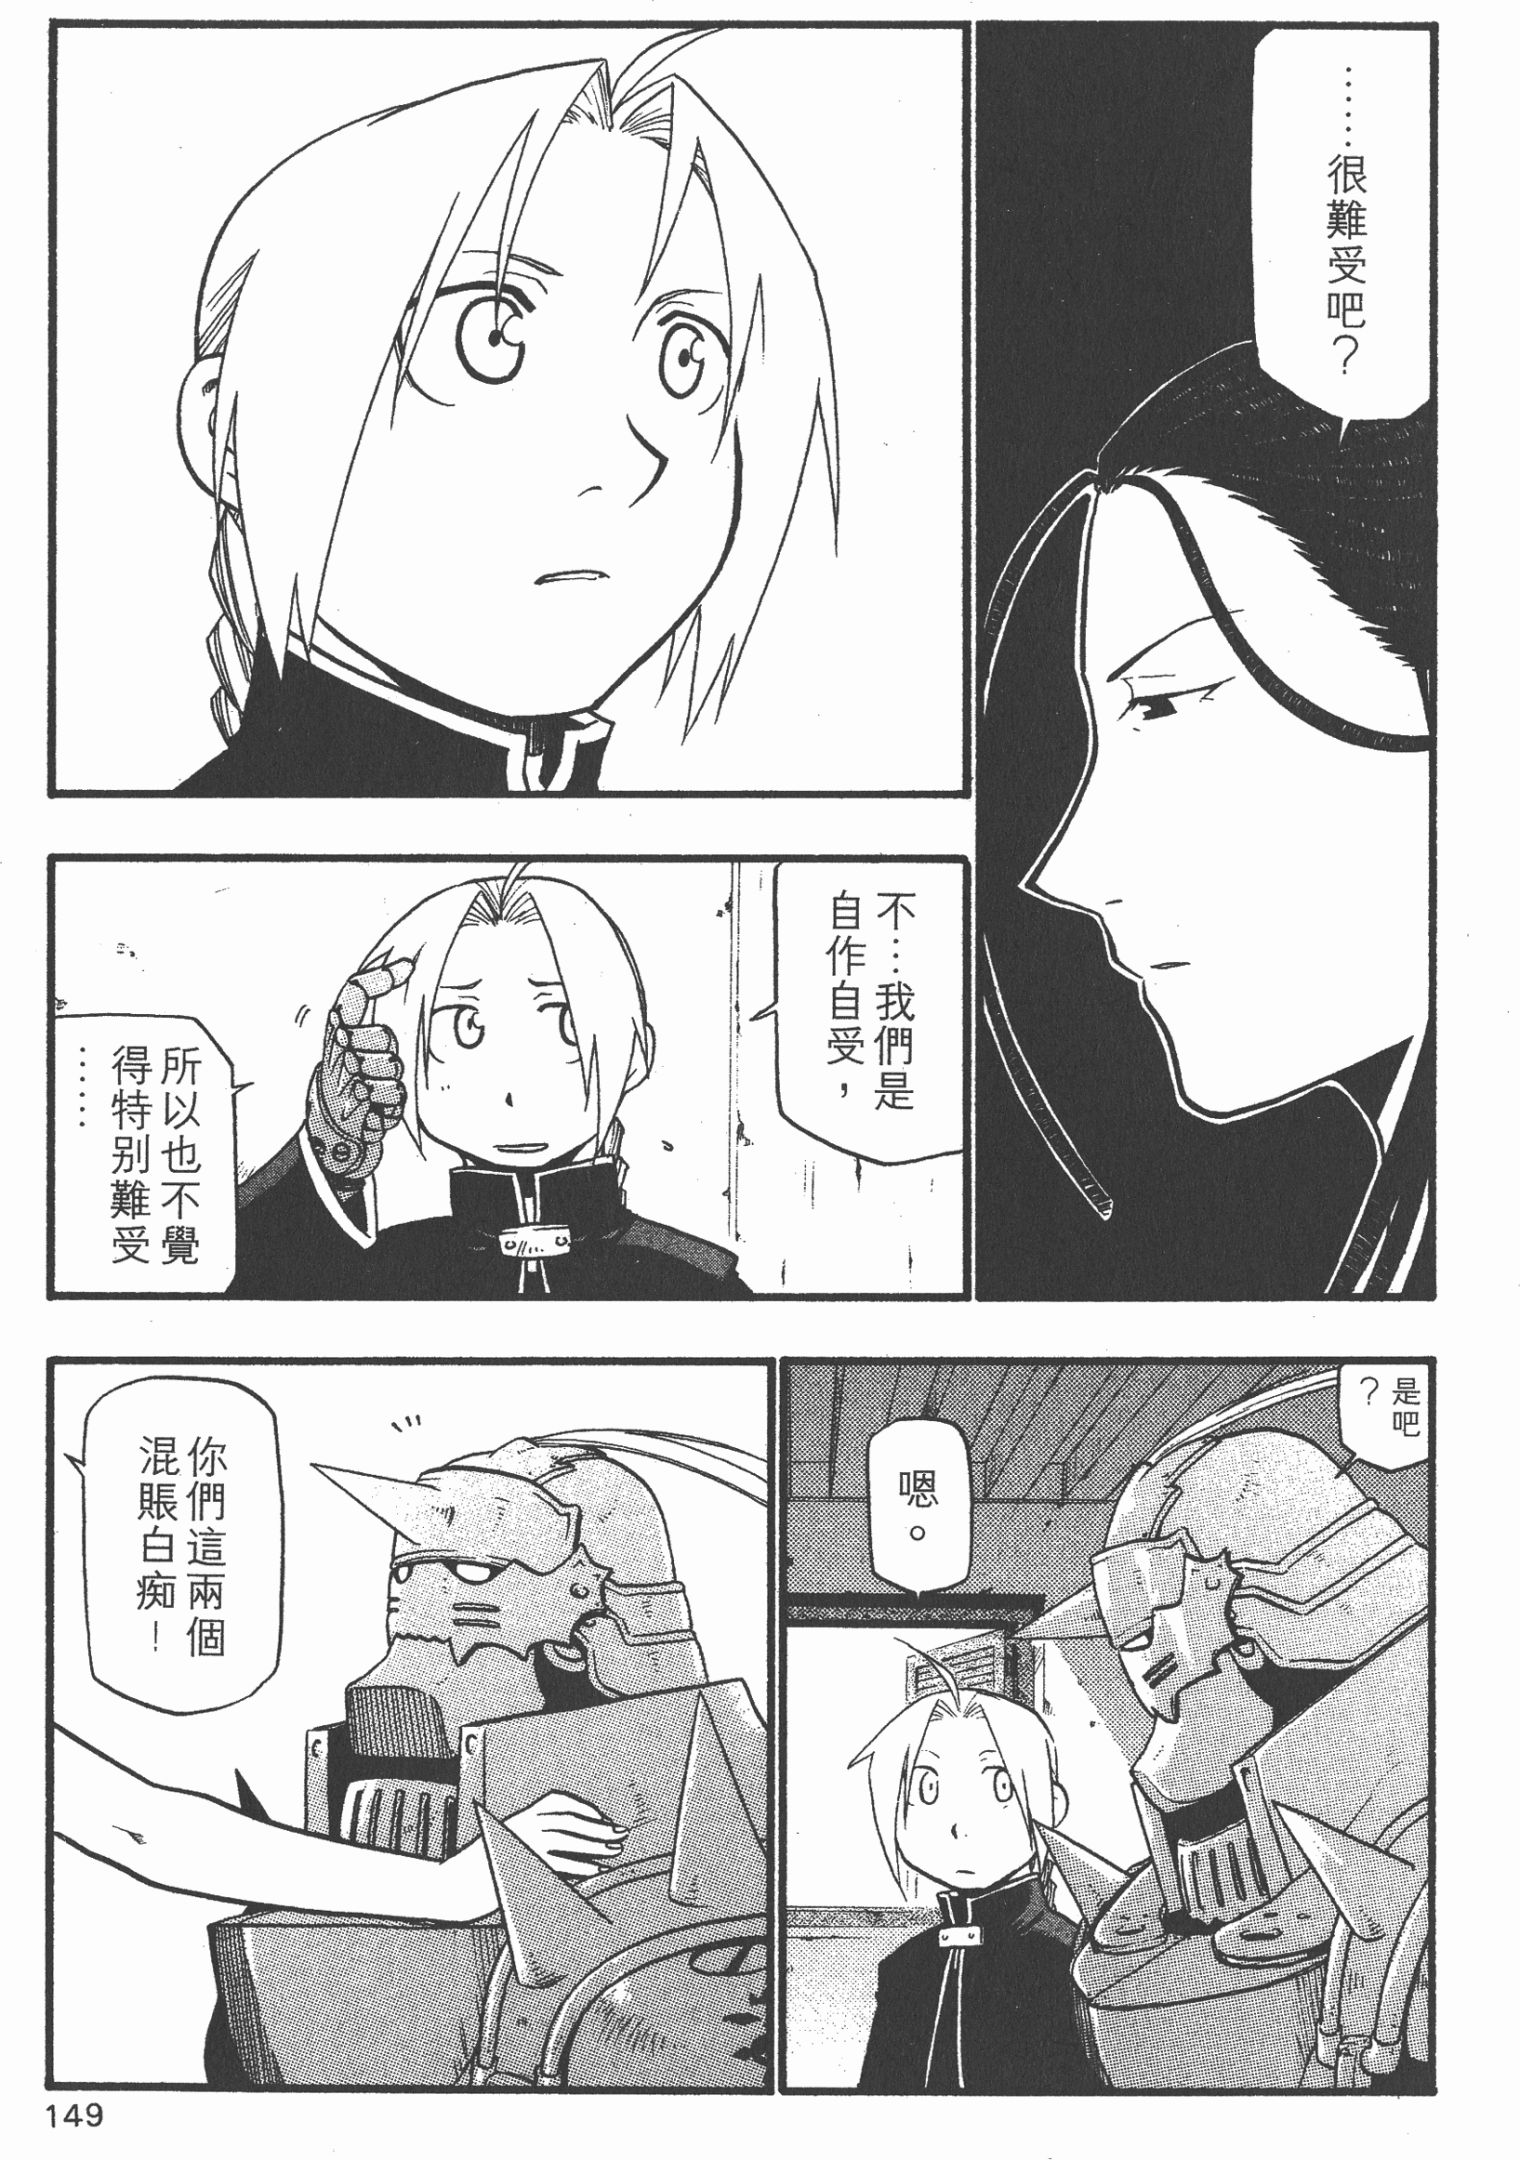 ……很難受吧？
不…我們是
自作自受，
所以也不覺
得特别難受
……
是吧
？
嗯。
你們這兩個
混賬白痴！
149